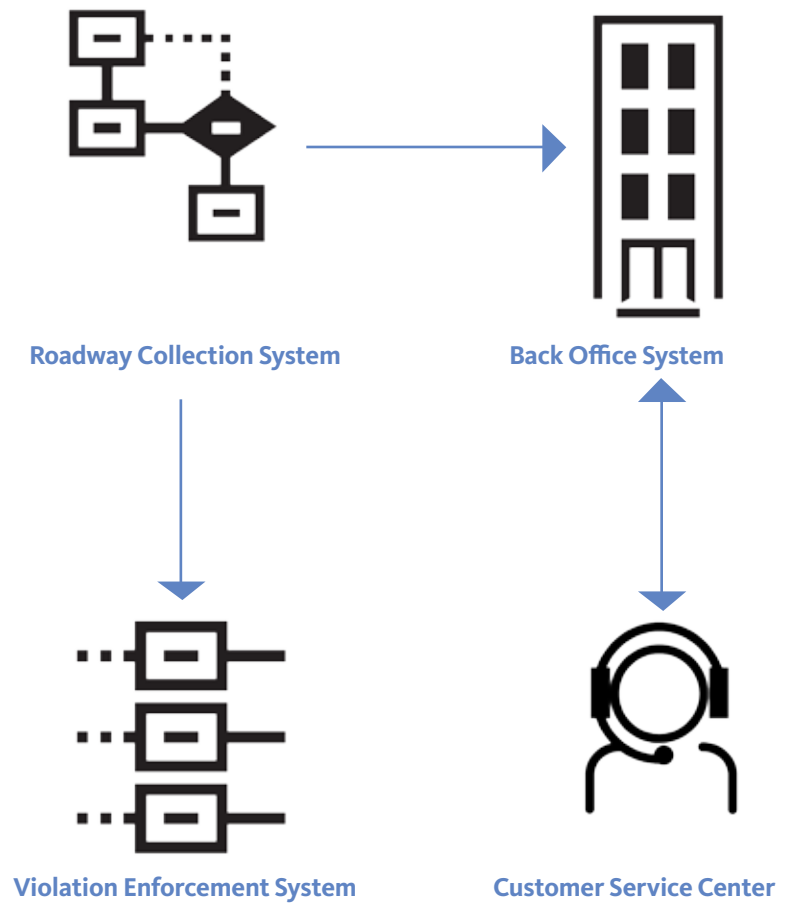 Roadway Collection System
Back Office System
Violation Enforcement System
Customer Service Center